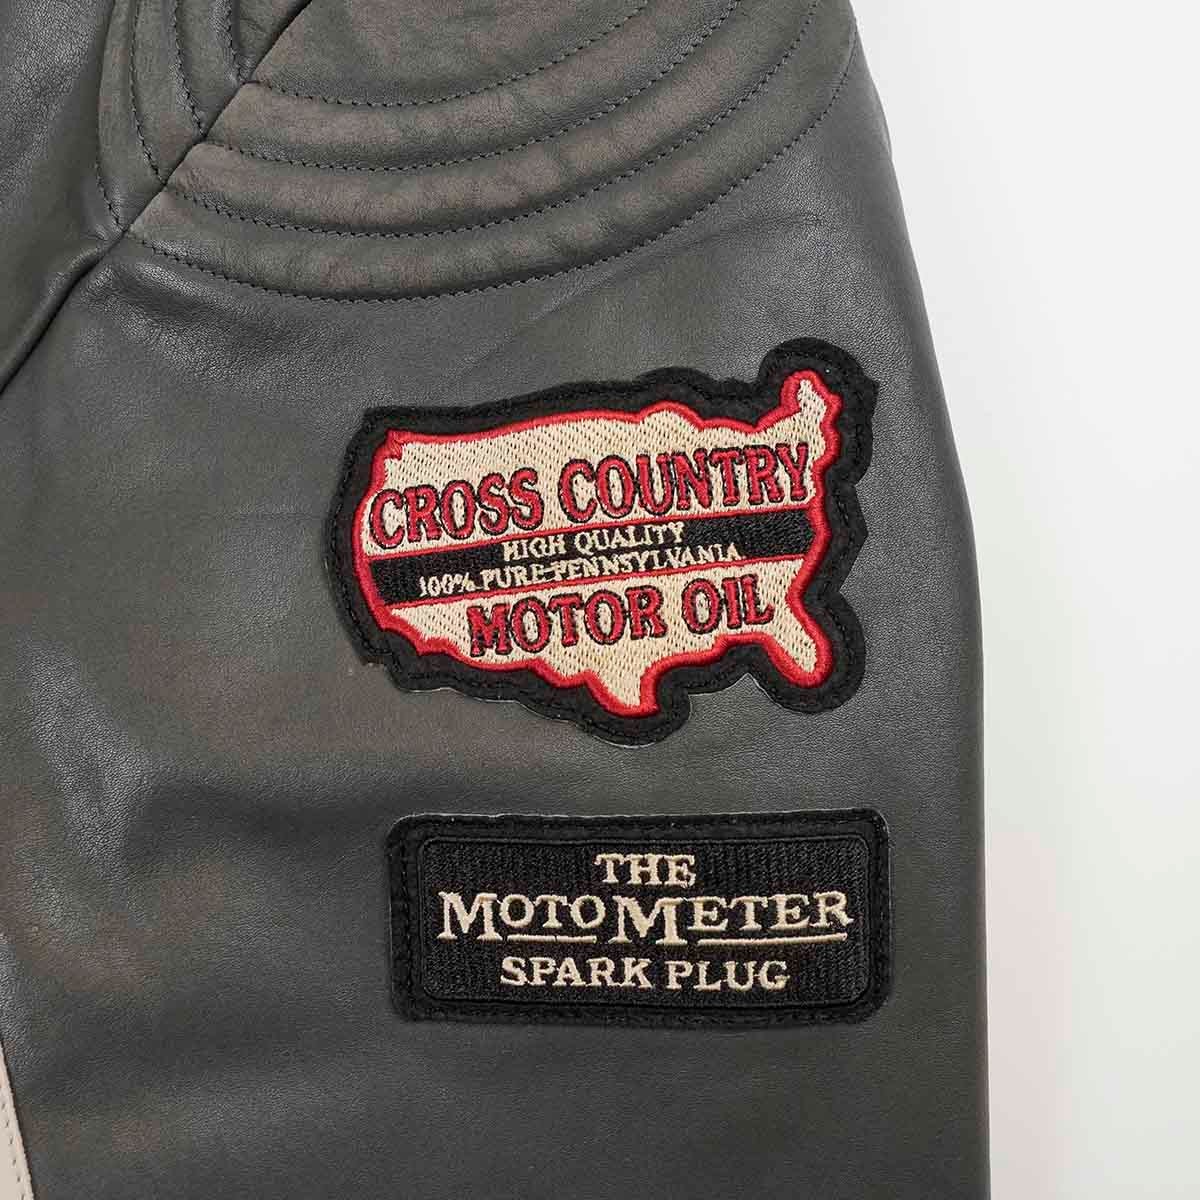 CROSS COUNTRY
HIGH QUALITY
100% PURE PENNSYLVANIA
MOTOR OIL
THE
MOTOMETER
SPARK PLUG